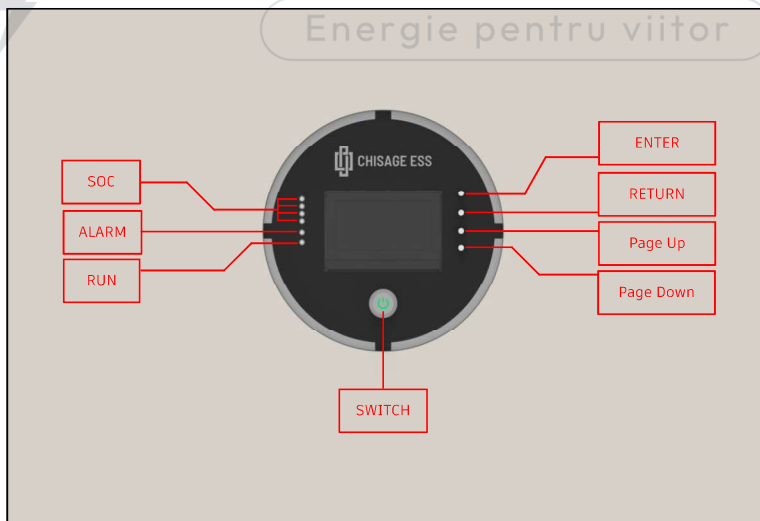 Energie pentru viitor
CHISAGE ESS
ENTER
SOC
RETURN
ALARM
Page Up
RUN
Page Down
SWITCH